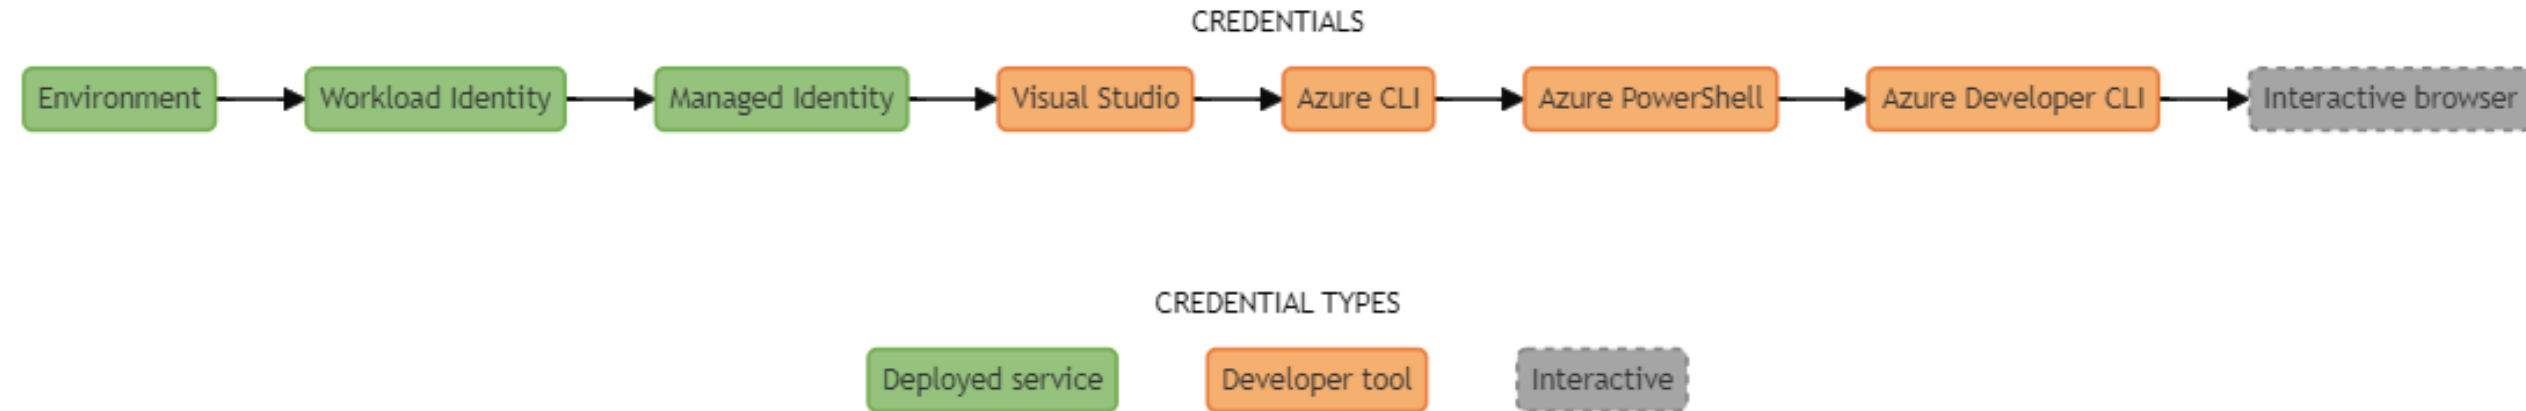 CREDENTIALS
Environment
Workload Identity
Managed Identity
Visual Studio
Azure CLI
Azure PowerShell
Azure Developer CLI
Interactive browser
CREDENTIAL TYPES
Deployed service
Developer tool
Interactive